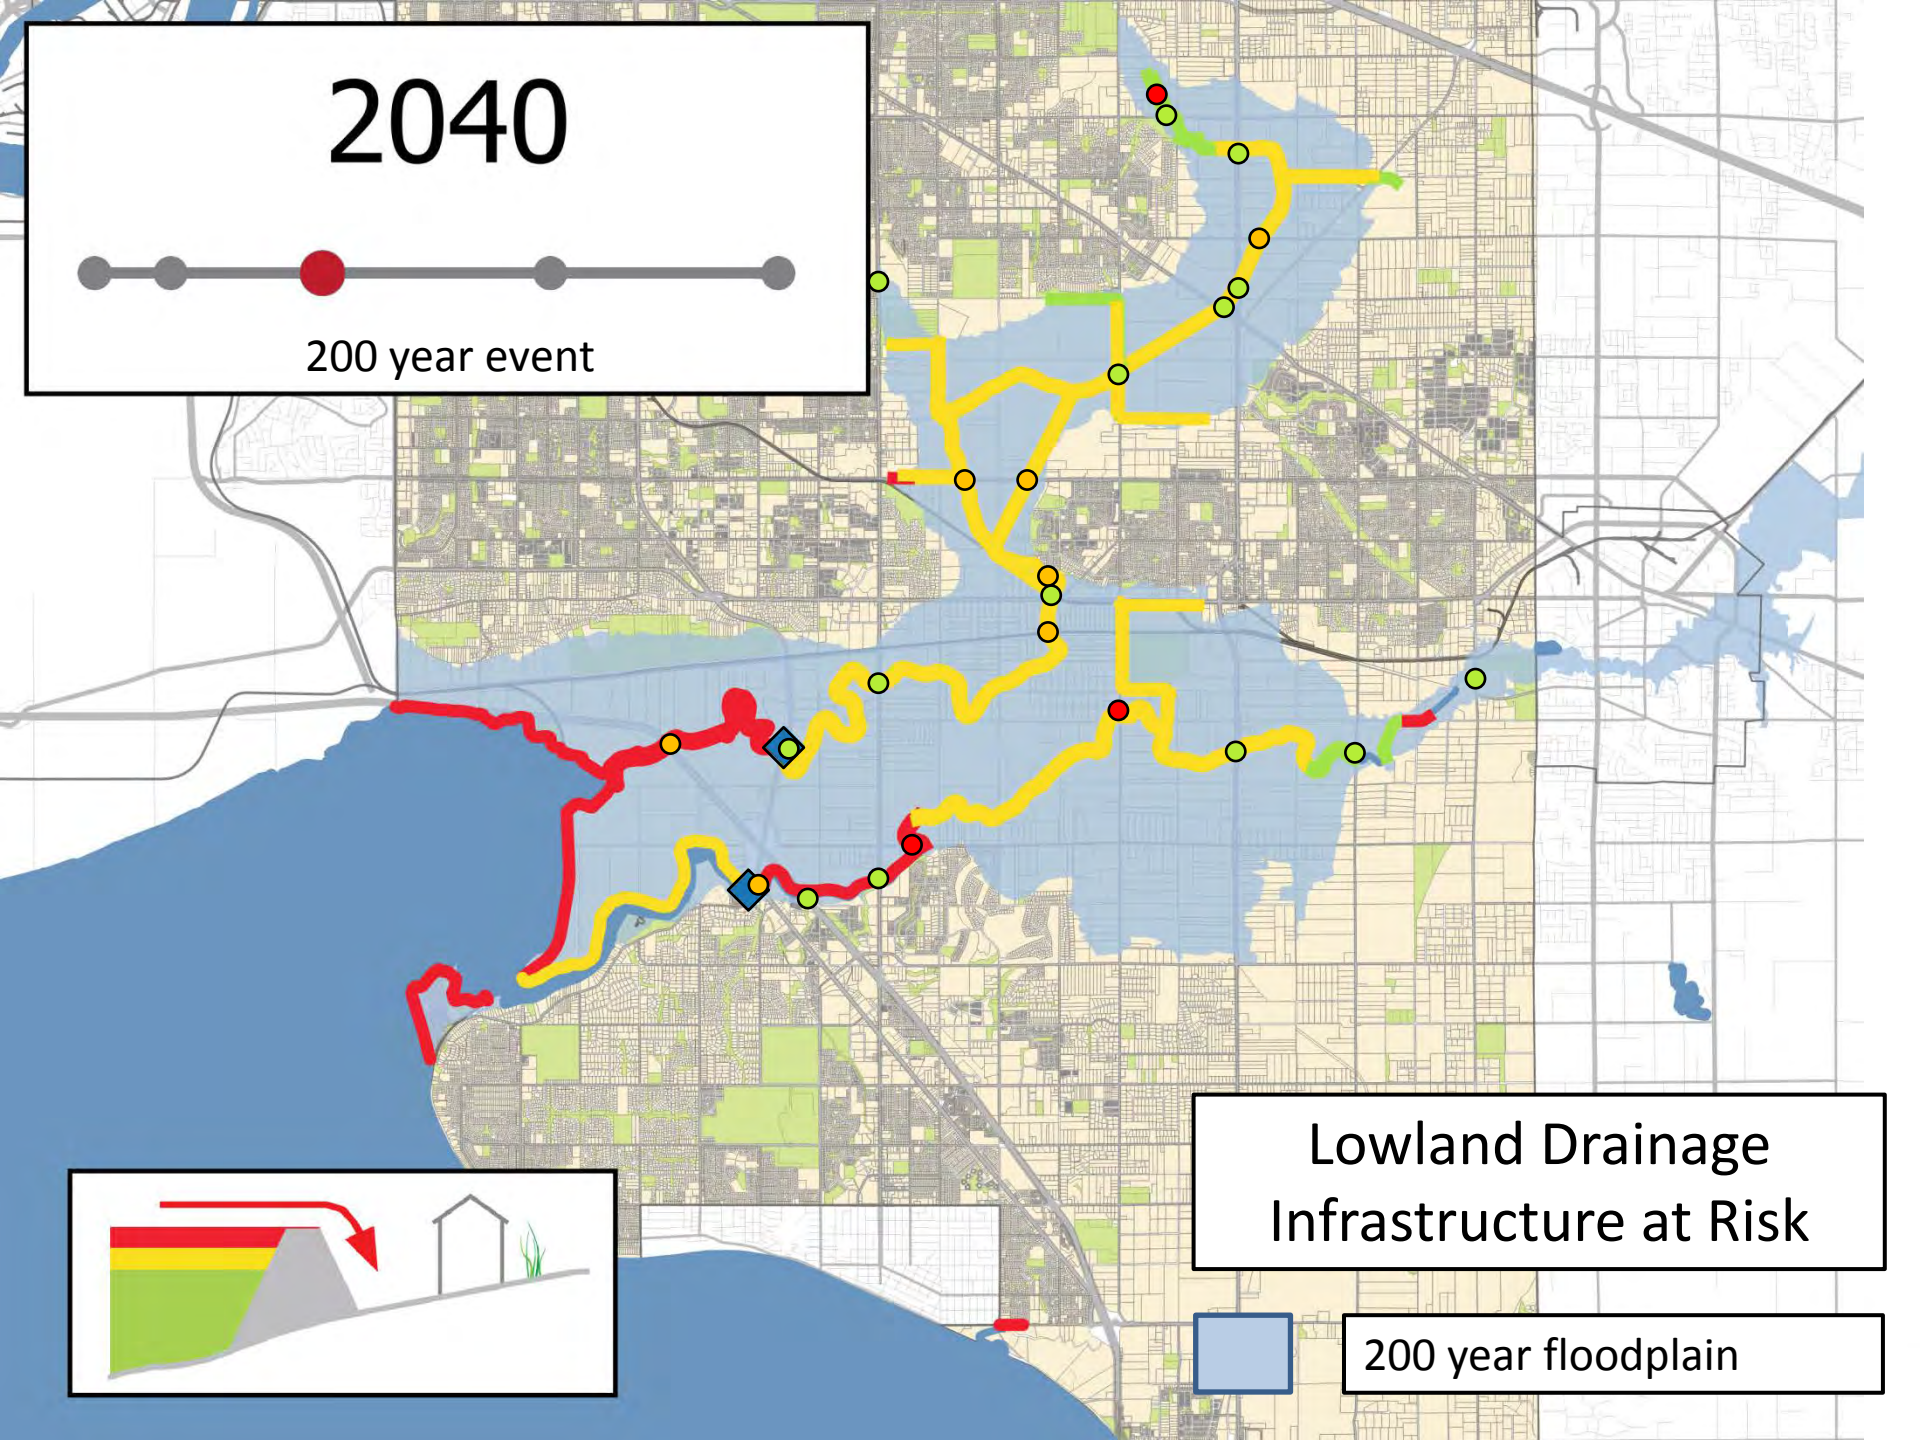 2040
200 year event
Lowland Drainage
Infrastructure at Risk
200 year floodplain